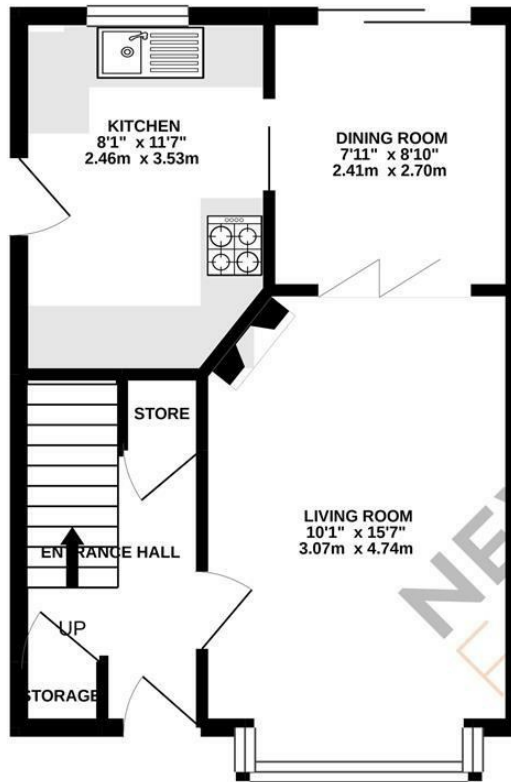 KITCHEN
8'1" x 11'7"
2.46m x 3.53m
DINING ROOM
7'11" x 8'10"
2.41m x 2.70m
STORE
LIVING ROOM
10'1" x 15'7"
3.07m x 4.74m
ENTRANCE HALL
UP
STORAGE